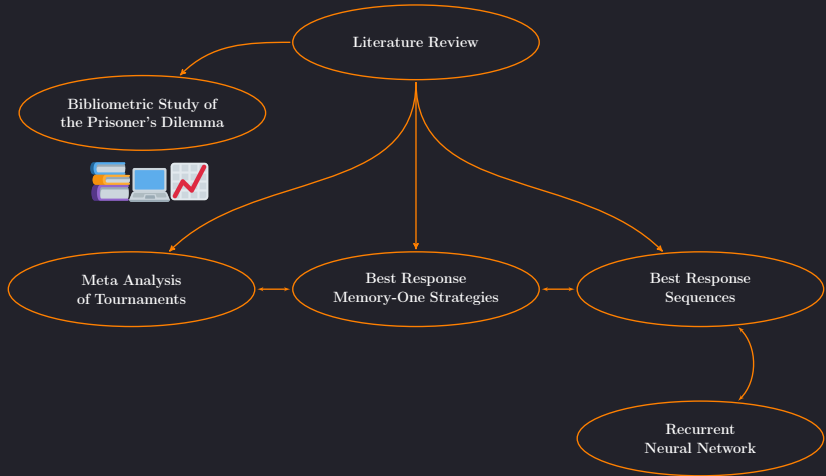 Literature Review
Bibliometric Study of
the Prisoner's Dilemma
Meta Analysis
of Tournaments
Best Response
Memory-One Strategies
Best Response
Sequences
Recurrent
Neural Network